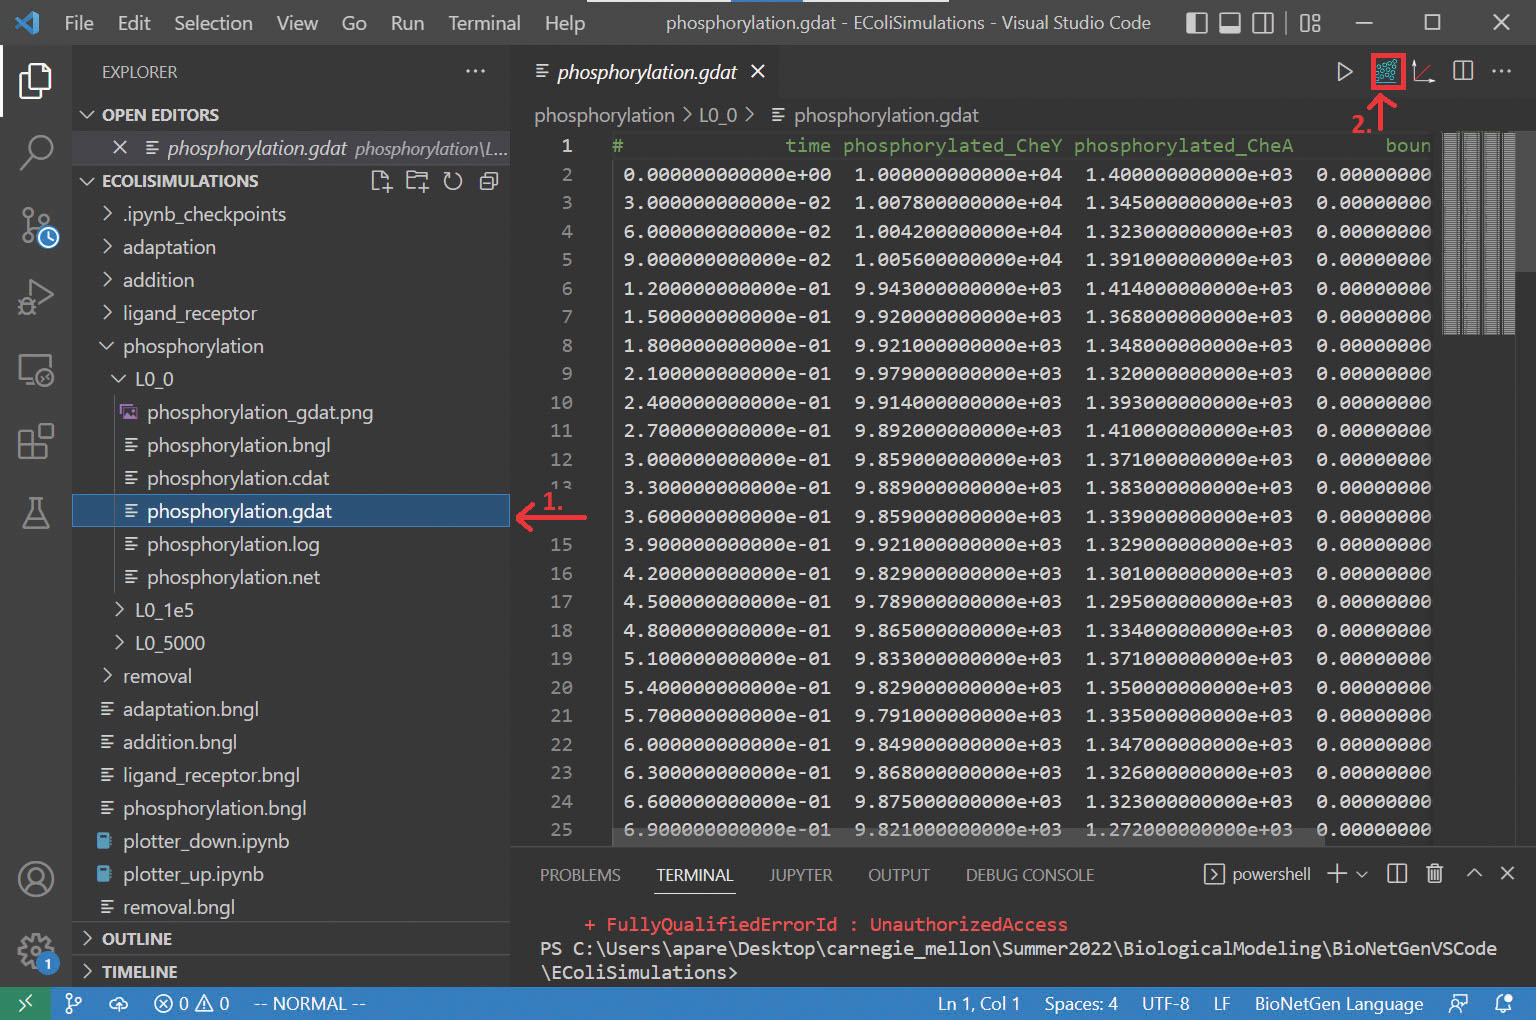 File Edit Selection View Go Run Terminal Help phosphorylation.gdat - EColiSimulations - Visual Studio Code
EXPLORER
OPEN EDITORS
phosphorylation.gdat phosphorylation\L...
ECOLISIMULATIONS
.ipynb_checkpoints
adaptation
addition
ligand_receptor
phosphorylation
L0_0
phosphorylation_gdat.png
phosphorylation.bngl
phosphorylation.cdat
phosphorylation.gdat
phosphorylation.log
phosphorylation.net
L0_1e5
L0_5000
removal
adaptation.bngl
addition.bngl
ligand_receptor.bngl
phosphorylation.bngl
plotter_down.ipynb
plotter_up.ipynb
removal.bngl
OUTLINE
TIMELINE
1
1.
phosphorylation.gdat
2.
phosphorylation > L0_0 > phosphorylation.gdat
1 # time phosphorylated_CheY phosphorylated_CheA boun
2 0.000000000000e+00 1.000000000000e+04 1.400000000000e+03 0.00000000
3 3.000000000000e-02 1.007800000000e+04 1.345000000000e+03 0.00000000
4 6.000000000000e-02 1.004200000000e+04 1.323000000000e+03 0.00000000
5 9.000000000000e-02 1.005600000000e+04 1.391000000000e+03 0.00000000
6 1.200000000000e-01 9.943000000000e+03 1.414000000000e+03 0.00000000
7 1.500000000000e-01 9.920000000000e+03 1.368000000000e+03 0.00000000
8 1.800000000000e-01 9.921000000000e+03 1.348000000000e+03 0.00000000
9 2.100000000000e-01 9.979000000000e+03 1.320000000000e+03 0.00000000
10 2.400000000000e-01 9.914000000000e+03 1.393000000000e+03 0.00000000
11 2.700000000000e-01 9.892000000000e+03 1.410000000000e+03 0.00000000
12 3.000000000000e-01 9.859000000000e+03 1.371000000000e+03 0.00000000
13 3.300000000000e-01 9.889000000000e+03 1.383000000000e+03 0.00000000
3.600000000000e-01 9.859000000000e+03 1.339000000000e+03 0.00000000
15 3.900000000000e-01 9.921000000000e+03 1.329000000000e+03 0.00000000
16 4.200000000000e-01 9.829000000000e+03 1.301000000000e+03 0.00000000
17 4.500000000000e-01 9.789000000000e+03 1.295000000000e+03 0.00000000
18 4.800000000000e-01 9.865000000000e+03 1.334000000000e+03 0.00000000
19 5.100000000000e-01 9.833000000000e+03 1.371000000000e+03 0.00000000
20 5.400000000000e-01 9.829000000000e+03 1.350000000000e+03 0.00000000
21 5.700000000000e-01 9.791000000000e+03 1.335000000000e+03 0.00000000
22 6.000000000000e-01 9.849000000000e+03 1.347000000000e+03 0.00000000
23 6.300000000000e-01 9.868000000000e+03 1.326000000000e+03 0.00000000
24 6.600000000000e-01 9.875000000000e+03 1.323000000000e+03 0.00000000
25 6.900000000000e-01 9.821000000000e+03 1.272000000000e+03 0.00000000
PROBLEMS TERMINAL JUPYTER OUTPUT DEBUG CONSOLE powershell
+ FullyQualifiedErrorId : UnauthorizedAccess
PS C:\Users\apare\Desktop\carnegie_mellon\Summer2022\BiologicalModeling\BioNetGenVSCode
\EColiSimulations>
0 0 -- NORMAL -- Ln 1, Col 1 Spaces: 4 UTF-8 LF BioNetGen Language